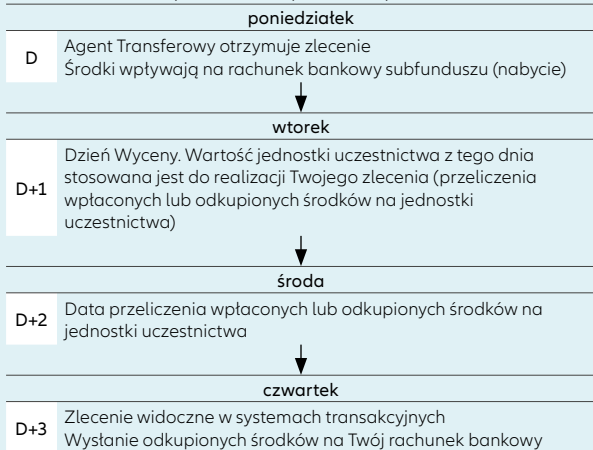 poniedziałek
D
Agent Transferowy otrzymuje zlecenie
Środki wpływają na rachunek bankowy subfunduszu (nabycie)
wtorek
D+1
Dzień Wyceny. Wartość jednostki uczestnictwa z tego dnia
stosowana jest do realizacji Twojego zlecenia (przeliczenia
wpłaconych lub odkupionych środków na jednostki
uczestnictwa)
środa
D+2
Data przeliczenia wpłaconych lub odkupionych środków na
jednostki uczestnictwa
czwartek
D+3
Zlecenie widoczne w systemach transakcyjnych
Wysłanie odkupionych środków na Twój rachunek bankowy